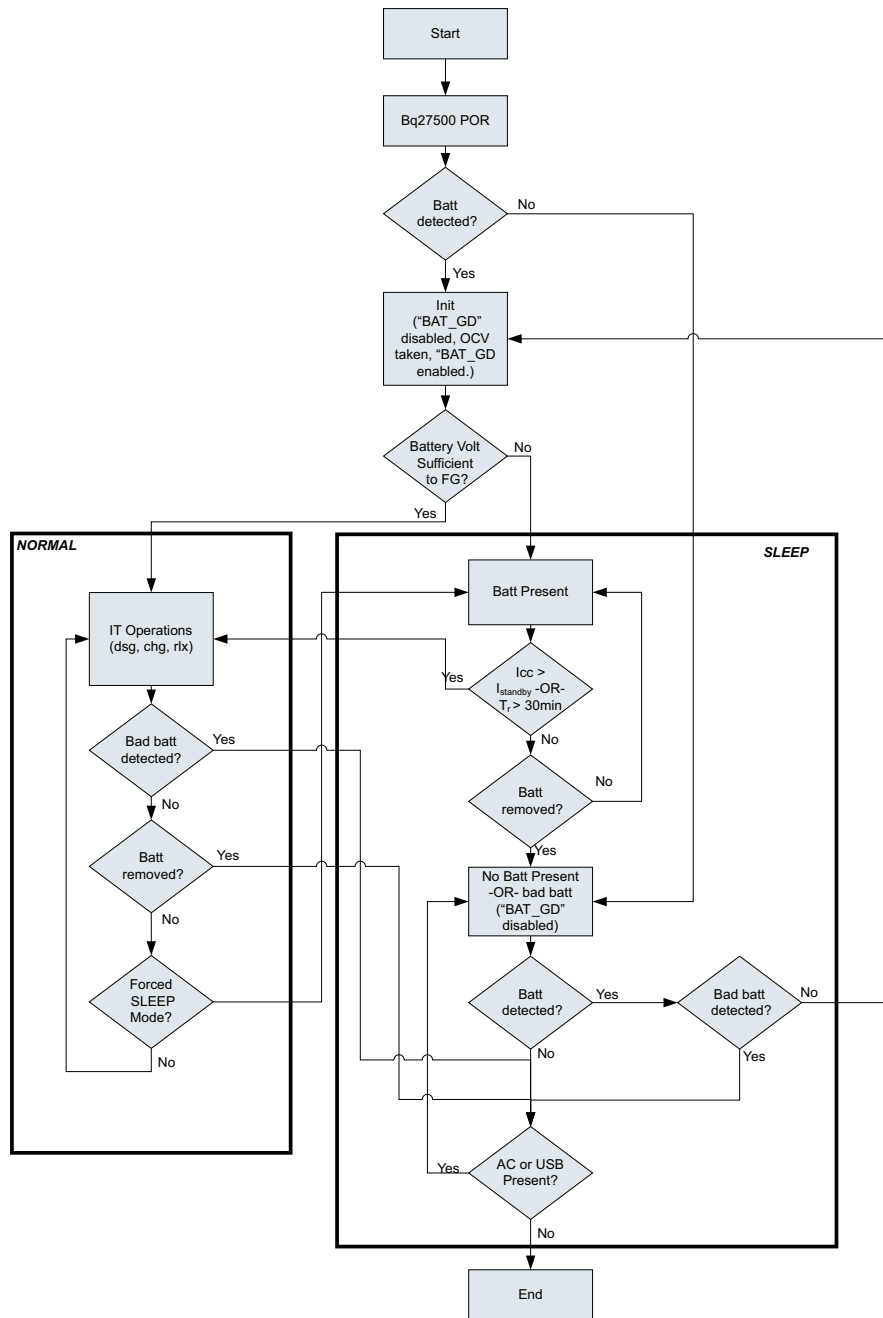 Start
Bq27500 POR
Batt
detected?
No
Yes
Init
(“BAT_GD”
disabled, OCV
taken, “BAT_GD
enabled.)
Battery Volt
Sufficient
to FG?
No
Yes
NORMAL
SLEEP
Batt Present
IT Operations
(dsg, chg, rlx)
Icc >
Istandby -OR-
Tr > 30min
Yes
No
Bad batt
detected?
Yes
No
Batt
removed?
No
Yes
Batt
removed?
Yes
No
No Batt Present
-OR- bad batt
(“BAT_GD”
disabled)
Forced
SLEEP
Mode?
No
Batt
detected?
Yes
No
Bad batt
detected?
No
Yes
AC or USB
Present?
Yes
No
End